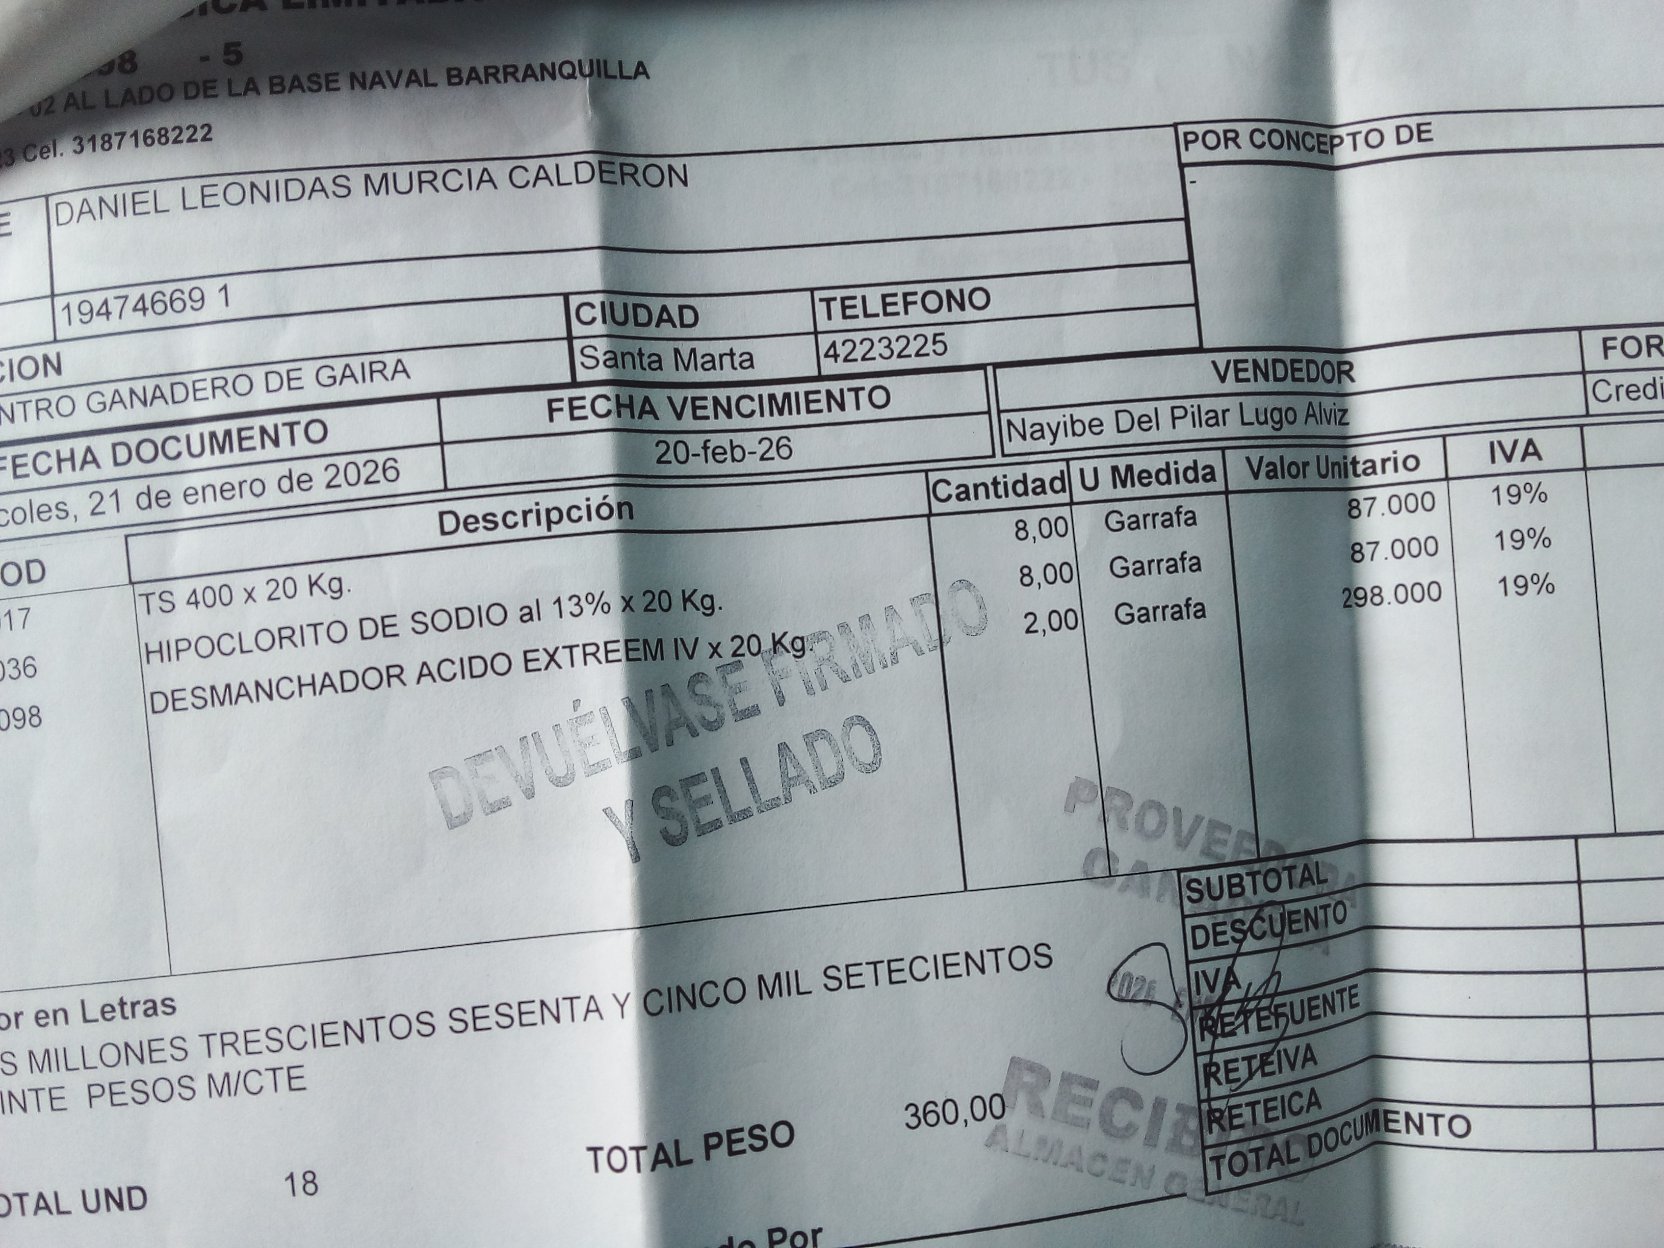 - 5
02 AL LADO DE LA BASE NAVAL BARRANQUILLA
Cel. 3187168222
POR CONCEPTO DE
-
DANIEL LEONIDAS MURCIA CALDERON
19474669 1
CIUDAD TELEFONO
Santa Marta 4223225
CION
NTRO GANADERO DE GAIRA
VENDEDOR FOR
Nayibe Del Pilar Lugo Alviz Credi
FECHA DOCUMENTO FECHA VENCIMIENTO
coles, 21 de enero de 2026 20-feb-26
OD Descripción Cantidad U Medida Valor Unitario IVA
017 TS 400 x 20 Kg. 8,00 Garrafa 87.000 19%
036 HIPOCLORITO DE SODIO al 13% x 20 Kg. 8,00 Garrafa 87.000 19%
098 DESMANCHADOR ACIDO EXTREEM IV x 20 Kg. 2,00 Garrafa 298.000 19%
DEVUÉLVASE FIRMADO
Y SELLADO
SUBTOTAL
DESCUENTO
IVA
RETEFUENTE
RETEIVA
RETEICA
TOTAL DOCUMENTO
or en Letras
S MILLONES TRESCIENTOS SESENTA Y CINCO MIL SETECIENTOS
INTE PESOS M/CTE
OTAL UND 18 TOTAL PESO 360,00
RECIBIDO
ALMACEN GENERAL
do Por